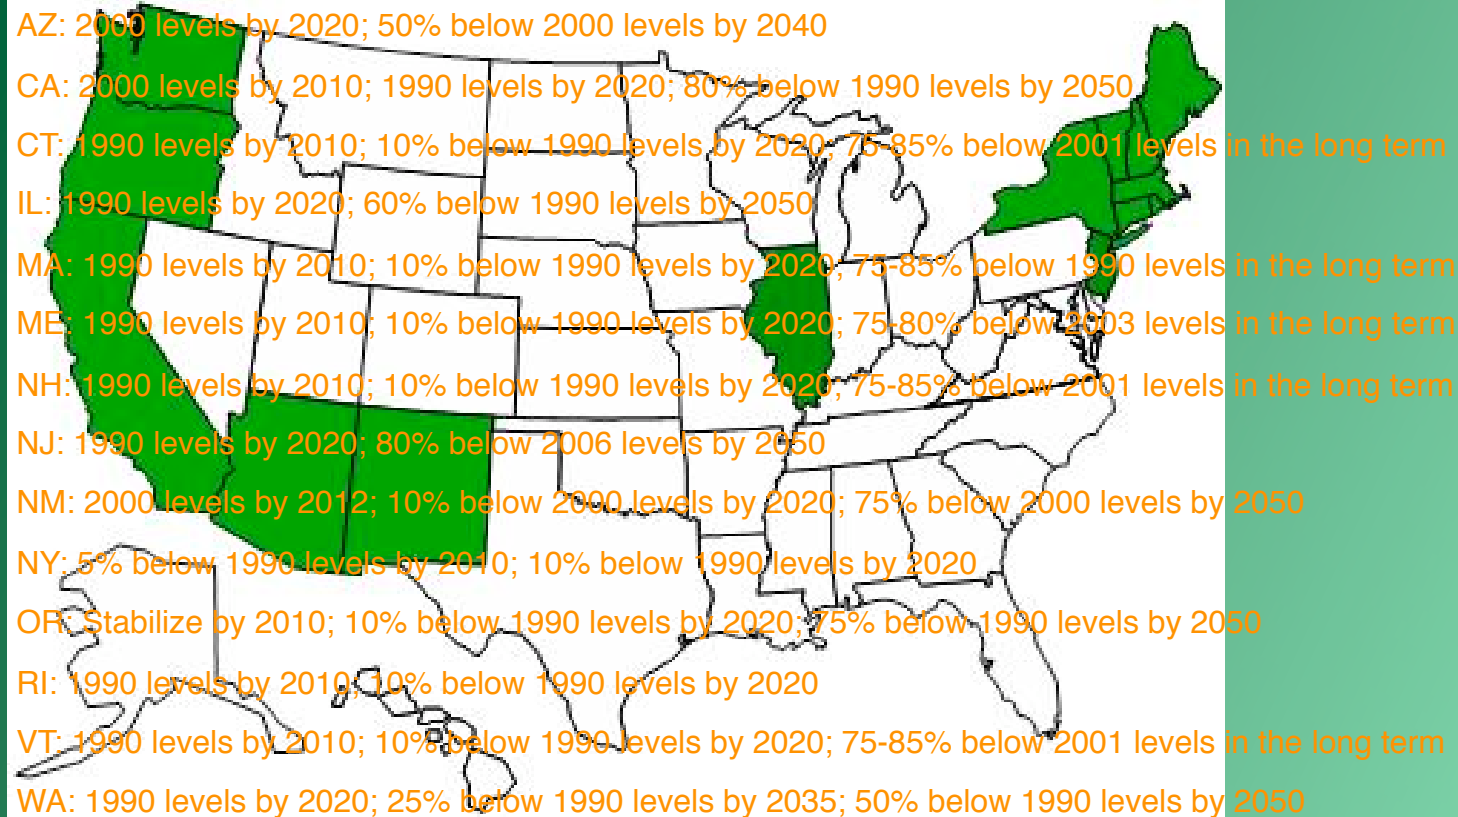 AZ: 2000 levels by 2020; 50% below 2000 levels by 2040
CA: 2000 levels by 2010; 1990 levels by 2020; 80% below 1990 levels by 2050
CT: 1990 levels by 2010; 10% below 1990 levels by 2020; 75-85% below 2001 levels in the long term
IL: 1990 levels by 2020; 60% below 1990 levels by 2050
MA: 1990 levels by 2010; 10% below 1990 levels by 2020; 75-85% below 1990 levels in the long term
ME: 1990 levels by 2010; 10% below 1990 levels by 2020; 75-80% below 2003 levels in the long term
NH: 1990 levels by 2010; 10% below 1990 levels by 2020; 75-85% below 2001 levels in the long term
NJ: 1990 levels by 2020; 80% below 2006 levels by 2050
NM: 2000 levels by 2012; 10% below 2000 levels by 2020; 75% below 2000 levels by 2050
NY: 5% below 1990 levels by 2010; 10% below 1990 levels by 2020
OR: Stabilize by 2010; 10% below 1990 levels by 2020; 75% below 1990 levels by 2050
RI: 1990 levels by 2010; 10% below 1990 levels by 2020
VT: 1990 levels by 2010; 10% below 1990 levels by 2020; 75-85% below 2001 levels in the long term
WA: 1990 levels by 2020; 25% below 1990 levels by 2035; 50% below 1990 levels by 2050